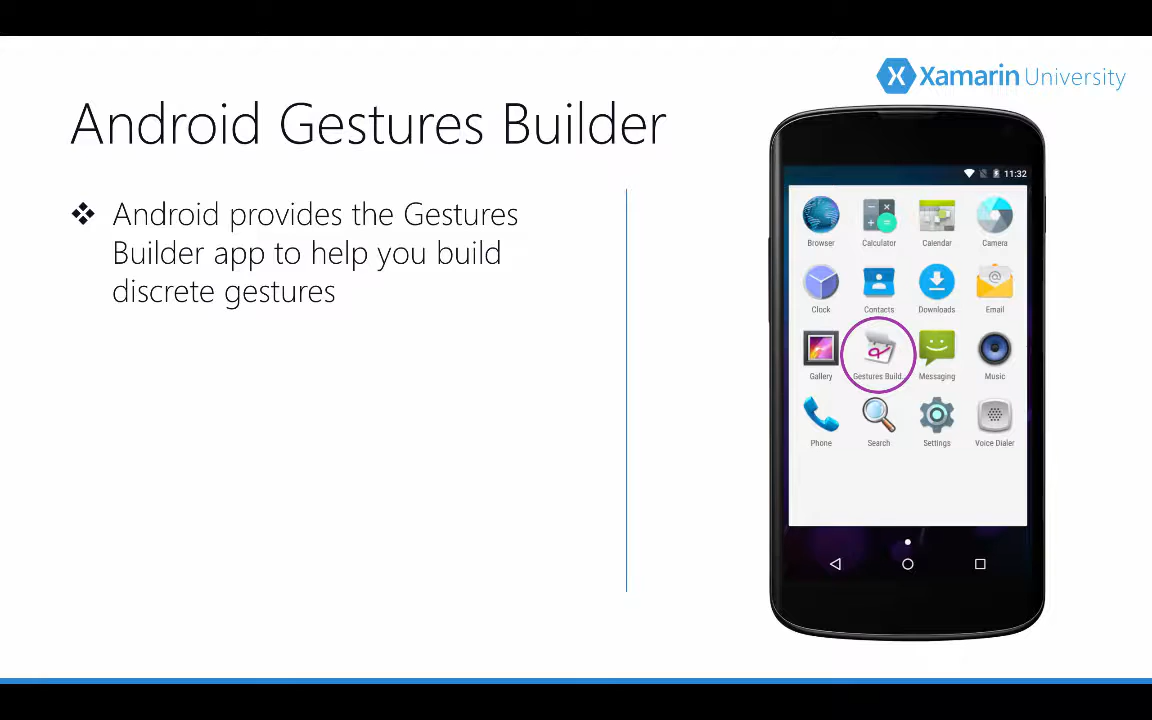 X Xamarin University
Android Gestures Builder
❖ Android provides the Gestures
Builder app to help you build
discrete gestures
11:32
Browser Calculator Calendar Camera
Clock Contacts Downloads Email
@
Gallery Gestures Build.. Messaging Music
Phone Search Settings Voice Dialer